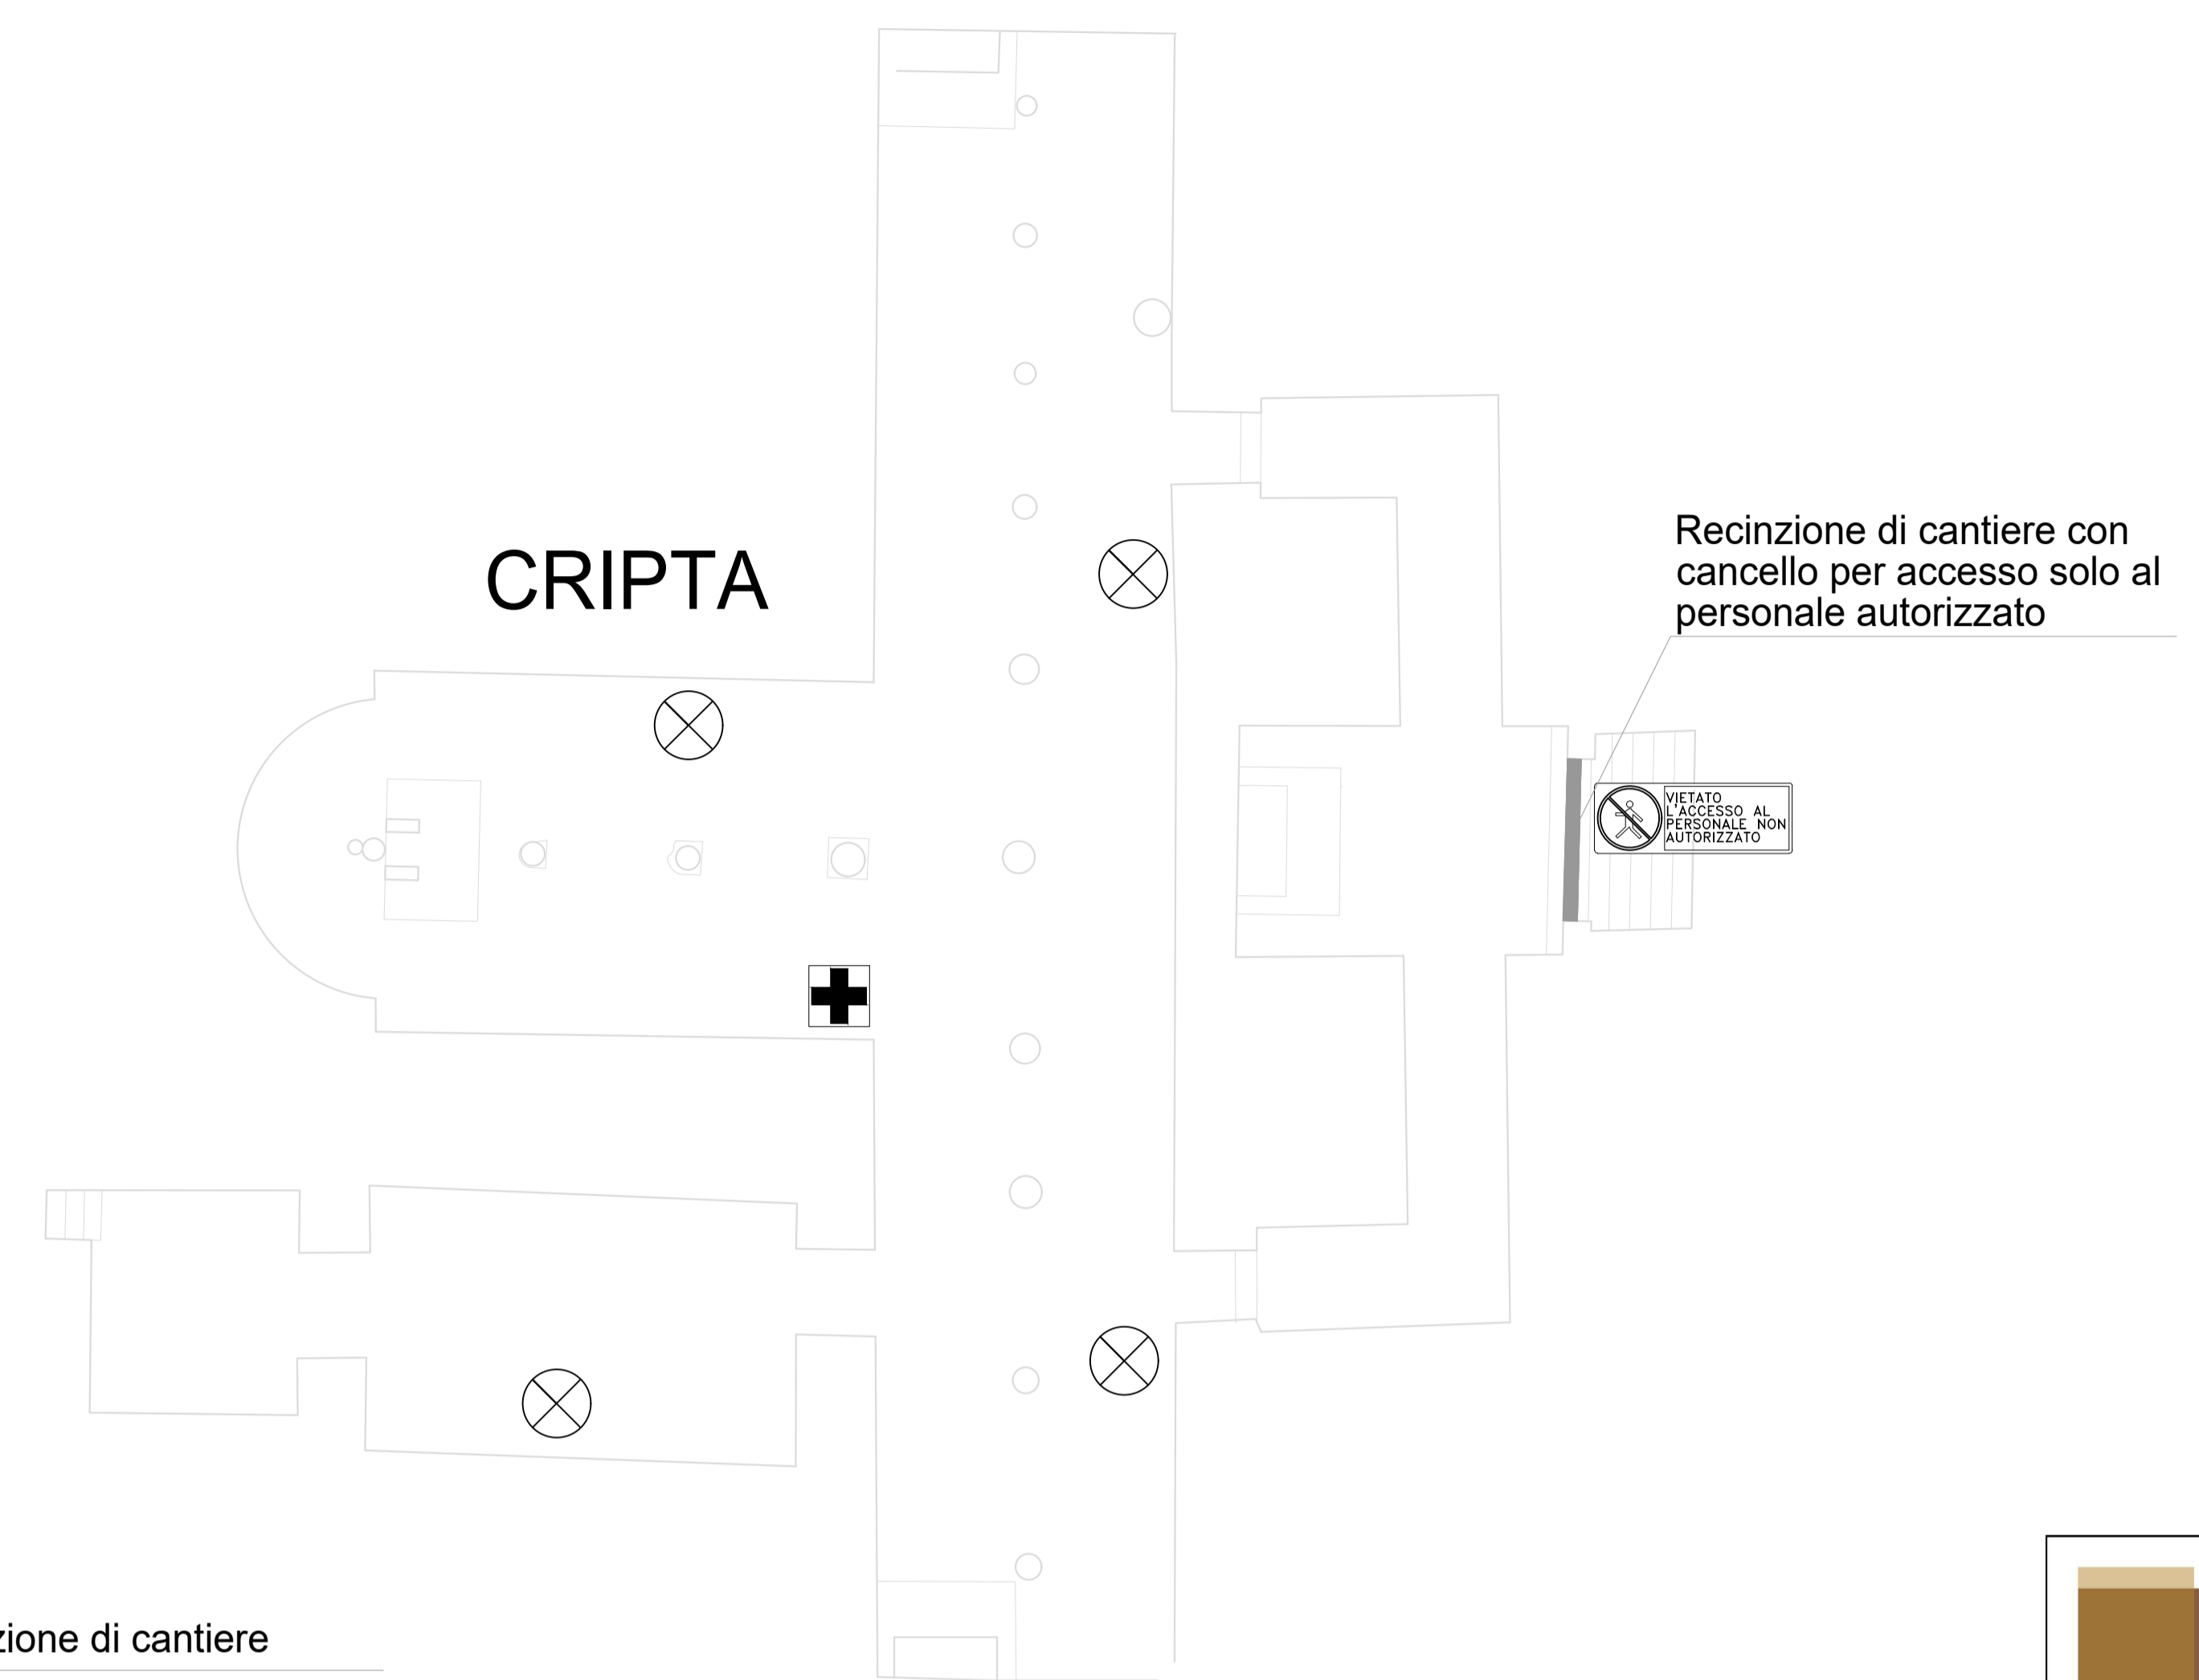 CRIPTA
Recinzione di cantiere con
cancello per accesso solo al
personale autorizzato
VIETATO
L'ACCESSO AL
PERSONALE NON
AUTORIZZATO
zione di cantiere